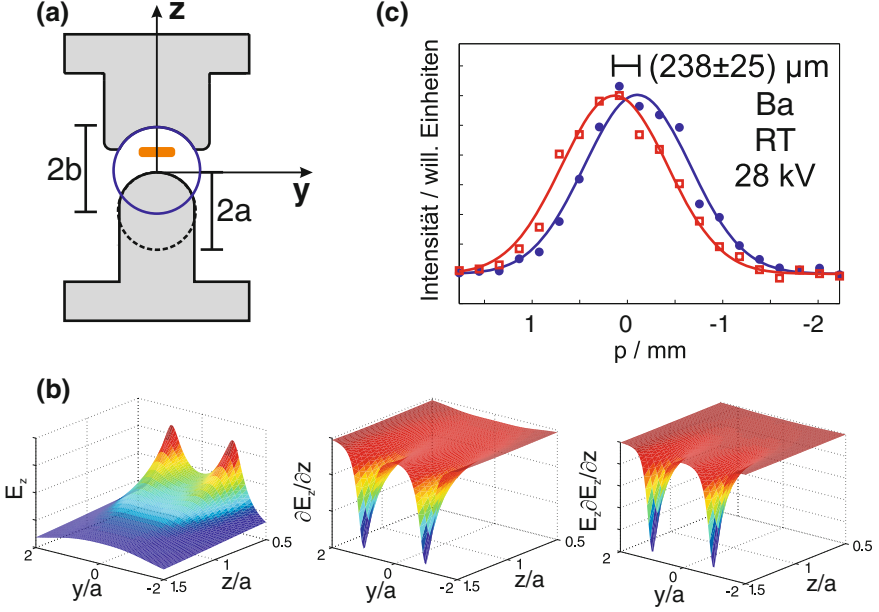 (a)
z
2b
y
2a
(c)
Intensität / will. Einheiten
(238±25) µm
Ba
RT
28 kV
1
0
-1
-2
p / mm
(b)
E_z
2
0
-2
y/a
1.5
1
0.5
z/a
∂E_z/∂z
2
0
-2
y/a
1.5
1
0.5
z/a
E_z∂E_z/∂z
2
0
-2
y/a
1.5
1
0.5
z/a